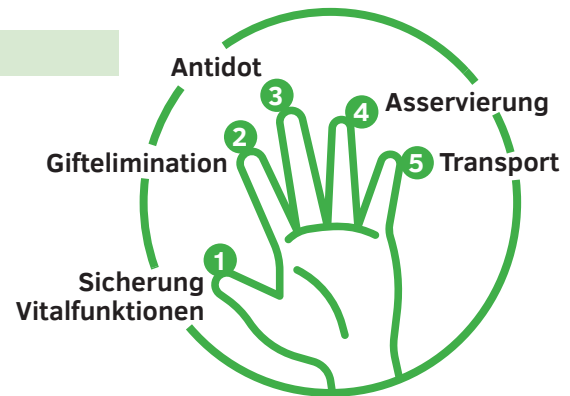 Antidot
3
4
Asservierung
2
Giftelimination
5
Transport
1
Sicherung
Vitalfunktionen